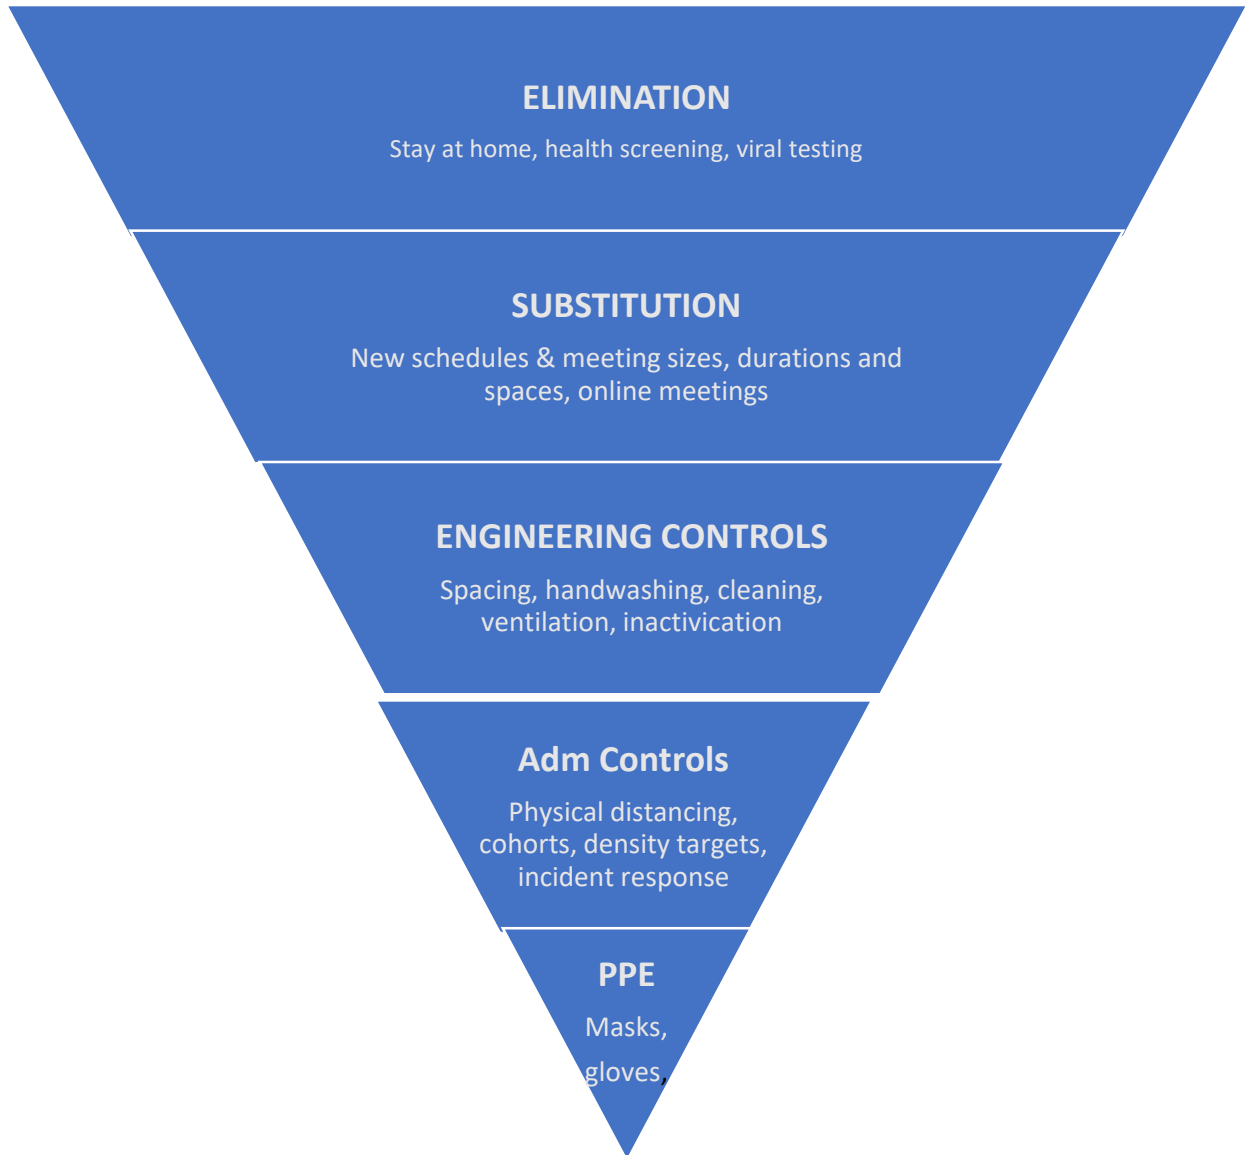 ELIMINATION
Stay at home, health screening, viral testing
SUBSTITUTION
New schedules & meeting sizes, durations and
spaces, online meetings
ENGINEERING CONTROLS
Spacing, handwashing, cleaning,
ventilation, inactivication
Adm Controls
Physical distancing,
cohorts, density targets,
incident response
PPE
Masks,
gloves,